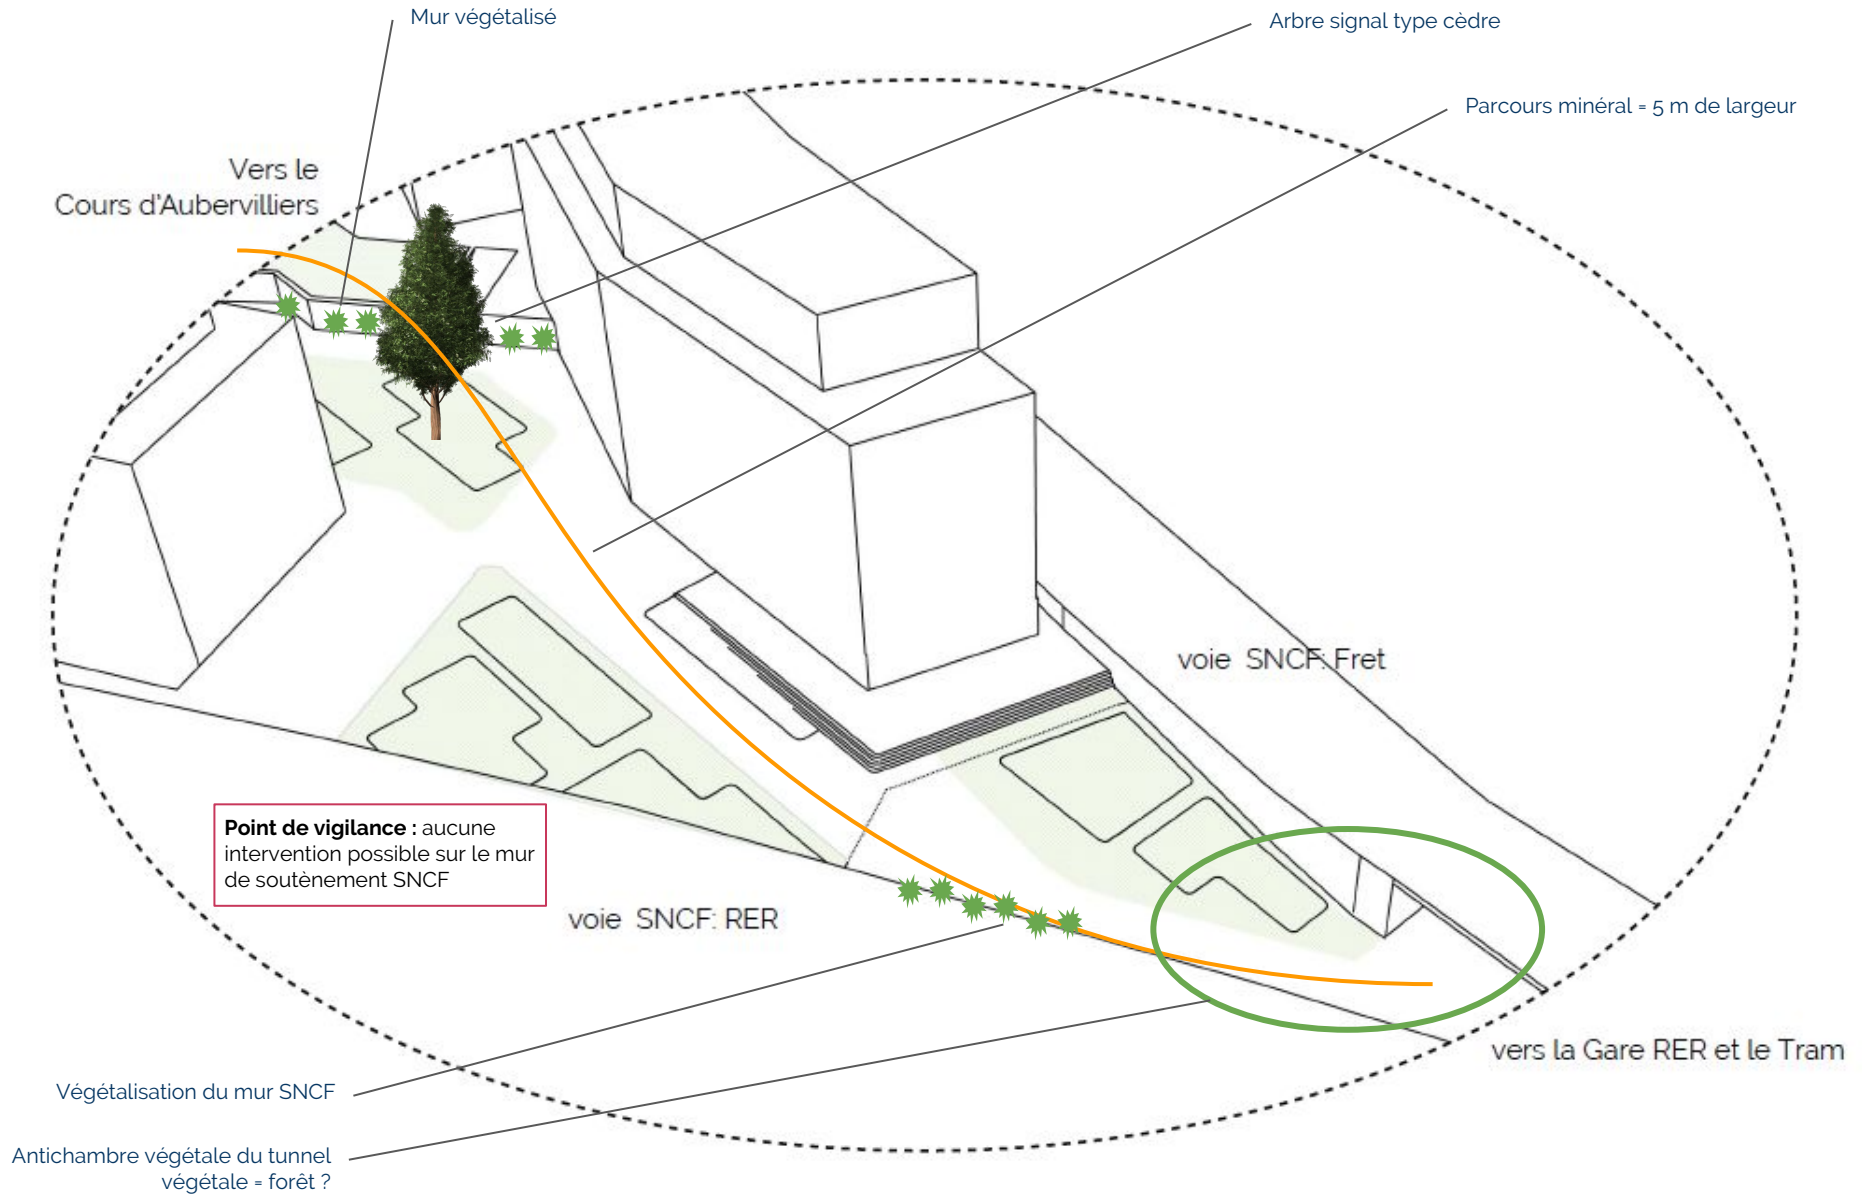 Mur végétalisé
Arbre signal type cèdre
Parcours minéral = 5 m de largeur
Vers le
Cours d'Aubervilliers
voie SNCF: Fret
Point de vigilance : aucune
intervention possible sur le mur
de soutènement SNCF
voie SNCF: RER
vers la Gare RER et le Tram
Végétalisation du mur SNCF
Antichambre végétale du tunnel
végétale = forêt ?